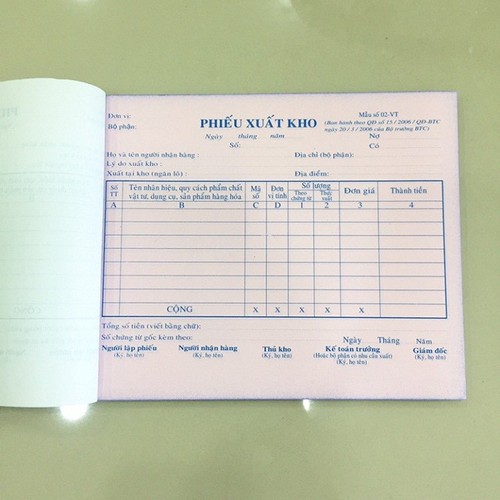 Đơn vị:
Bộ phận:
PHIẾU XUẤT KHO
Mẫu số 02-VT
(Ban hành theo QĐ số 15 / 2006 / QĐ-BTC
ngày 20 / 3 / 2006 của Bộ trưởng BTC)
Ngày tháng năm
Nợ
Số:
Có
Họ và tên người nhận hàng : Địa chỉ (bộ phận):
Lý do xuất kho :
Xuất tại kho (ngăn lô) : Địa điểm:
Số TT Tên nhãn hiệu, quy cách phẩm chất vật tư, dụng cụ, sản phẩm hàng hóa Mã số Đơn vị tính Số lượng Theo chứng từ Thực xuất Đơn giá Thành tiền
A B C D 1 2 3 4
CỘNG x x x x x
Tổng số tiền (viết bằng chữ):
Số chứng từ gốc kèm theo:
Ngày Tháng Năm
Người lập phiếu Người nhận hàng Thủ kho Kế toán trưởng Giám đốc
(Ký, họ tên) (Ký, họ tên) (Ký, họ tên) (Hoặc bộ phận có nhu cầu xuất) (Ký, họ tên)
(Ký, họ tên)